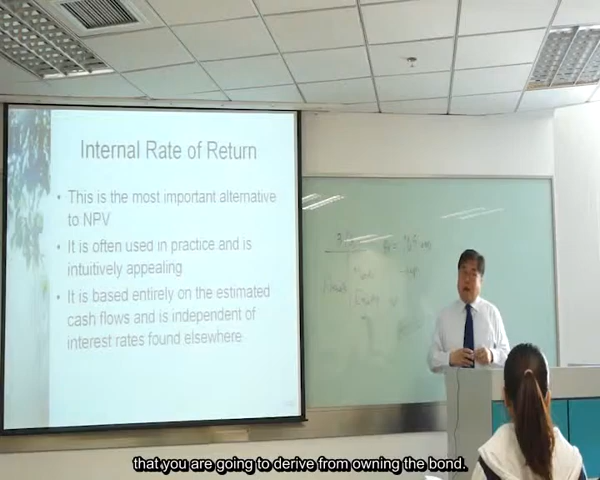 Internal Rate of Return
• This is the most important alternative
to NPV
• It is often used in practice and is
intuitively appealing
• It is based entirely on the estimated
cash flows and is independent of
interest rates found elsewhere
that you are going to derive from owning the bond.